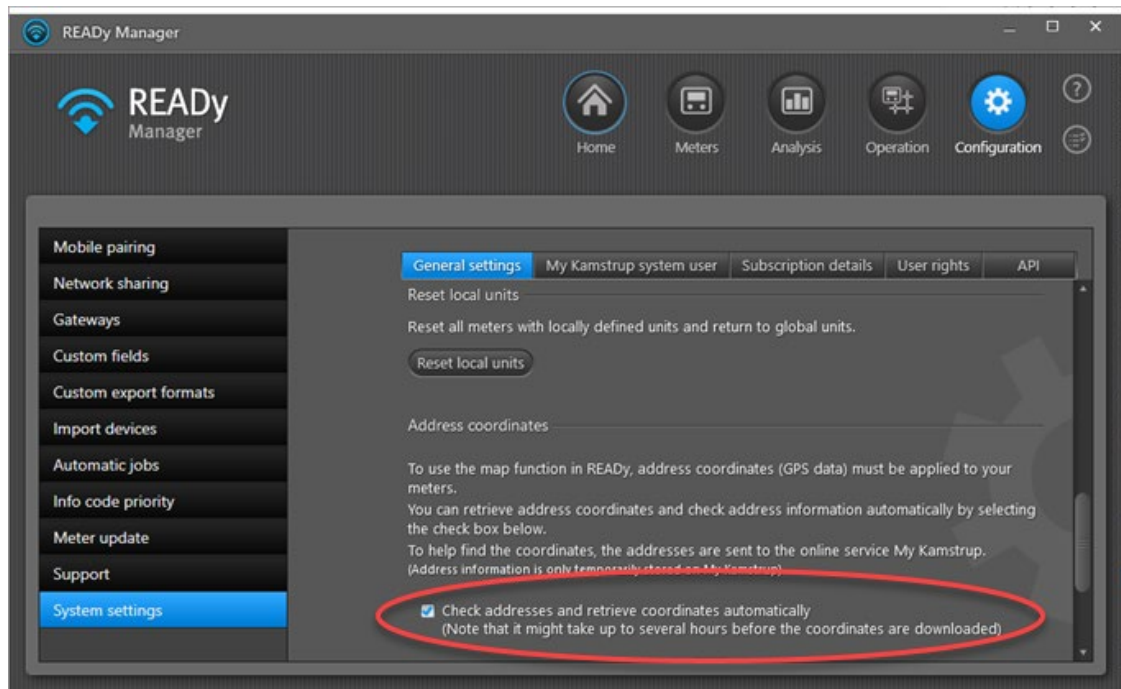 READy Manager
READy
Manager
Home
Meters
Analysis
Operation
Configuration
?
Mobile pairing
Network sharing
Gateways
Custom fields
Custom export formats
Import devices
Automatic jobs
Info code priority
Meter update
Support
System settings
General settings
My Kamstrup system user
Subscription details
User rights
API
Reset local units
Reset all meters with locally defined units and return to global units.
Reset local units
Address coordinates
To use the map function in READy, address coordinates (GPS data) must be applied to your
meters.
You can retrieve address coordinates and check address information automatically by selecting
the check box below.
To help find the coordinates, the addresses are sent to the online service My Kamstrup.
(Address information is only temporarily stored on My Kamstrup)
Check addresses and retrieve coordinates automatically
(Note that it might take up to several hours before the coordinates are downloaded)